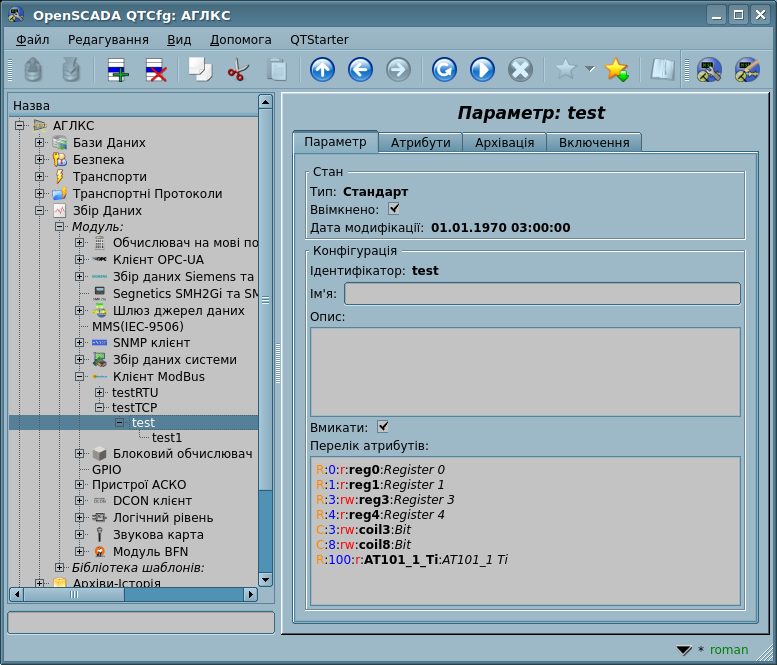 OpenSCADA QTCfg: АГЛКС
Файл Редагування Вид Допомога QTStarter
Назва
АГЛКС
Бази Даних
Безпека
Транспорти
Транспортні Протоколи
Збір Даних
Модуль:
Обчислювач на мові по
Клієнт OPC-UA
Збір даних Siemens та
Segnetics SMH2Gi та SM
Шлюз джерел даних
MMS(IEC-9506)
SNMP клієнт
Збір даних системи
Клієнт ModBus
testRTU
testTCP
test
test1
Блоковий обчислювач
GPIO
Пристрої АСКО
DCON клієнт
Логічний рівень
Звукова карта
Модуль BFN
Бібліотека шаблонів:
Архіви-Історія
Параметр: test
Параметр Атрибути Архівація Включення
Стан
Тип: Стандарт
Ввімкнено:
Дата модифікації: 01.01.1970 03:00:00
Конфігурація
Ідентифікатор: test
Ім'я:
Опис:
Вмикати:
Перелік атрибутів:
R:0:r:reg0:Register 0
R:1:r:reg1:Register 1
R:3:rw:reg3:Register 3
R:4:r:reg4:Register 4
C:3:rw:coil3:Bit
C:8:rw:coil8:Bit
R:100:r:AT101_1_Ti:AT101_1 Ti
* roman